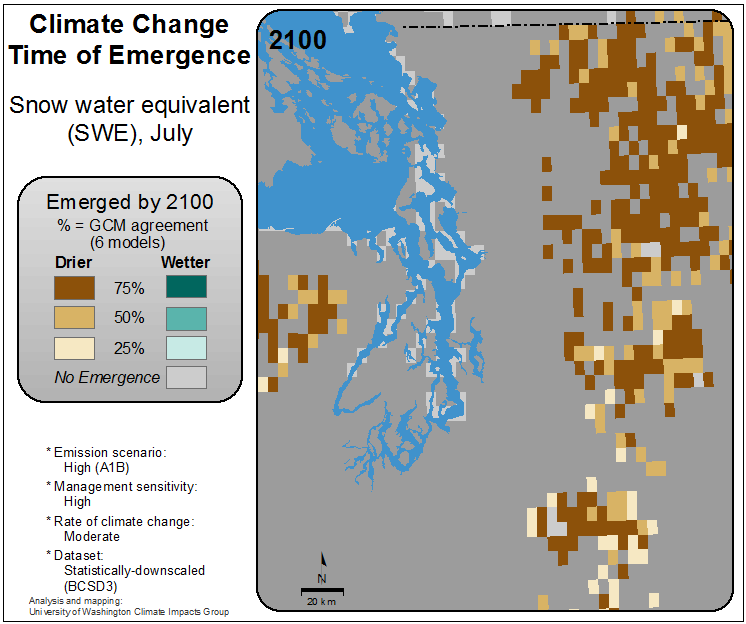 Climate Change
Time of Emergence
Snow water equivalent
(SWE), July
Emerged by 2100
% = GCM agreement
(6 models)
Drier Wetter
75%
50%
25%
No Emergence
* Emission scenario:
High (A1B)
* Management sensitivity:
High
* Rate of climate change:
Moderate
* Dataset:
Statistically-downscaled
(BCSD3)
Analysis and mapping:
University of Washington Climate Impacts Group
2100
N
20 km